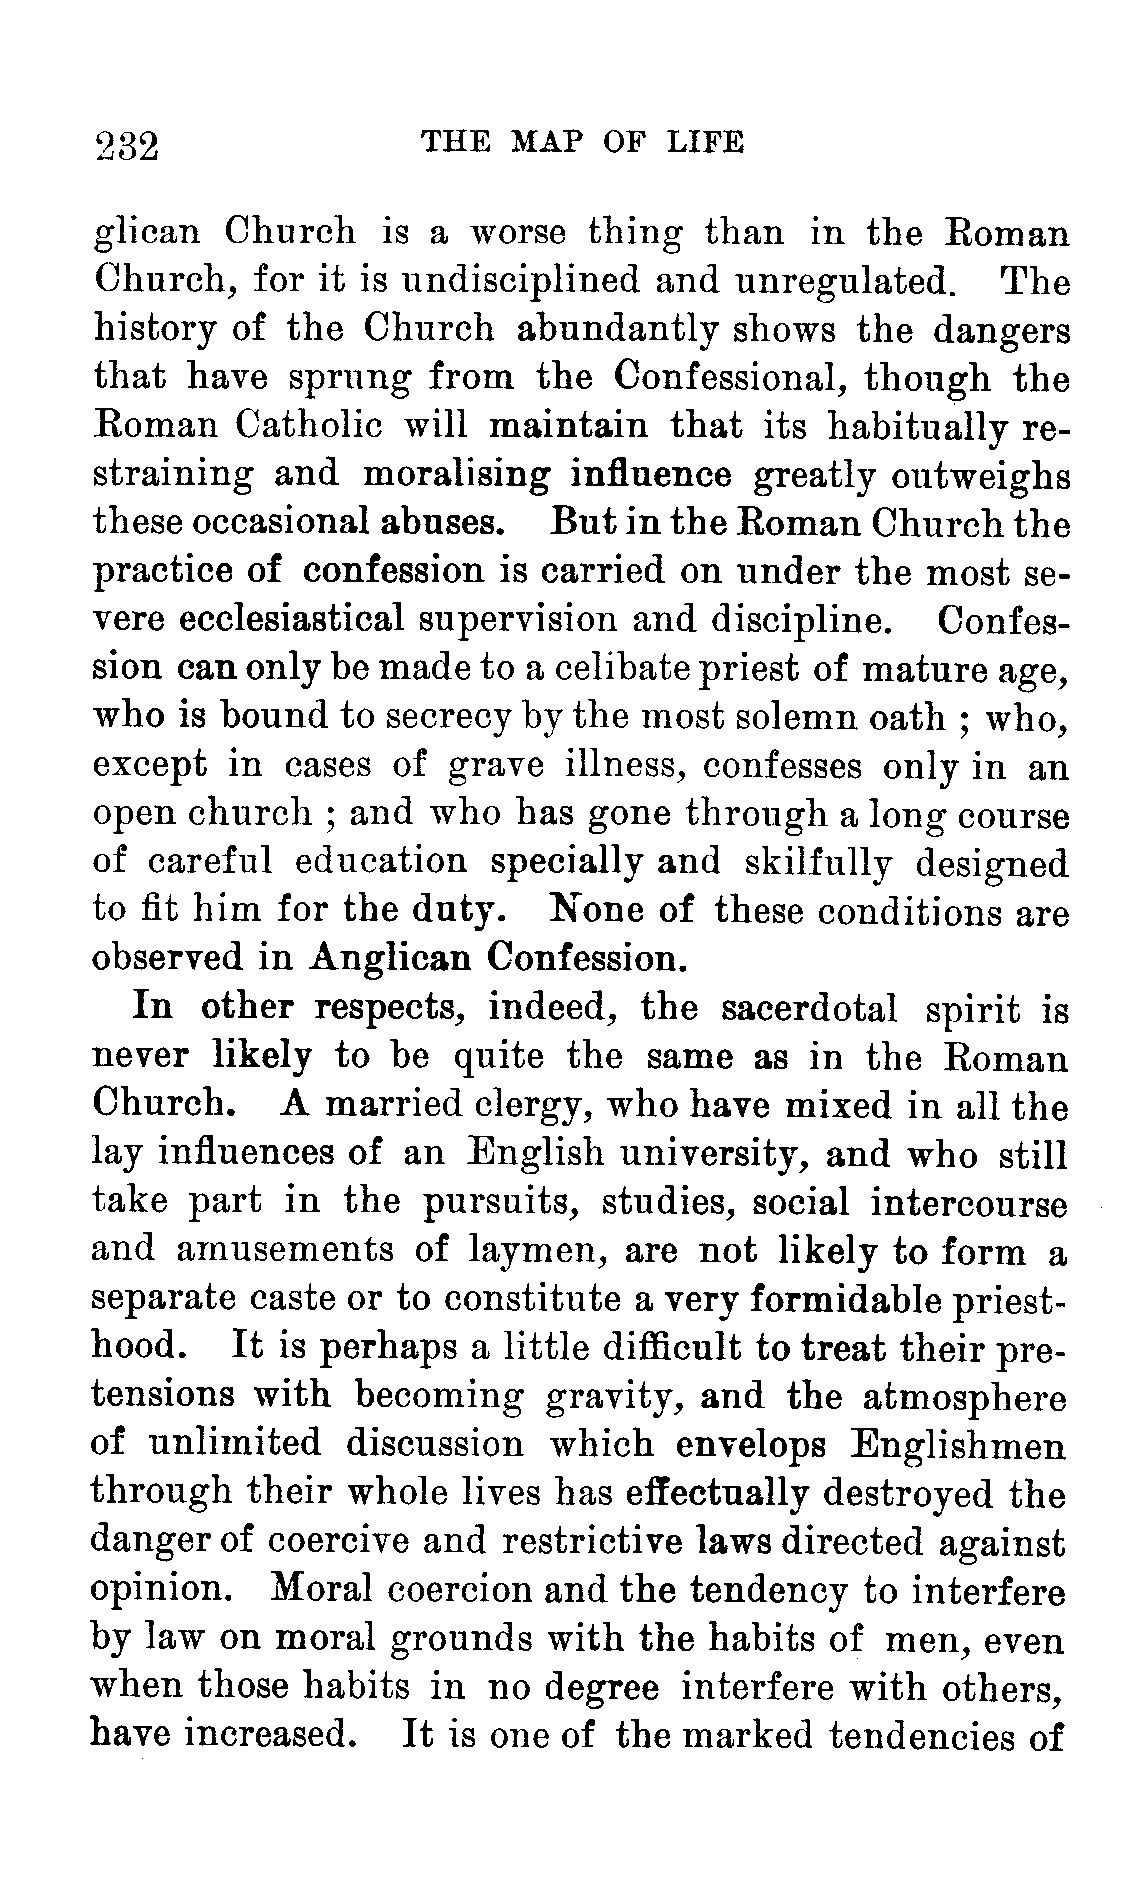 232 THE MAP OF LIFE
glican Church is a worse thing than in the Roman
Church, for it is undisciplined and unregulated. The
history of the Church abundantly shows the dangers
that have sprung from the Confessional, though the
Roman Catholic will maintain that its habitually re-
straining and moralising influence greatly outweighs
these occasional abuses. But in the Roman Church the
practice of confession is carried on under the most se-
vere ecclesiastical supervision and discipline. Confes-
sion can only be made to a celibate priest of mature age,
who is bound to secrecy by the most solemn oath ; who,
except in cases of grave illness, confesses only in an
open church ; and who has gone through a long course
of careful education specially and skilfully designed
to fit him for the duty. None of these conditions are
observed in Anglican Confession.
In other respects, indeed, the sacerdotal spirit is
never likely to be quite the same as in the Roman
Church. A married clergy, who have mixed in all the
lay influences of an English university, and who still
take part in the pursuits, studies, social intercourse
and amusements of laymen, are not likely to form a
separate caste or to constitute a very formidable priest-
hood. It is perhaps a little difficult to treat their pre-
tensions with becoming gravity, and the atmosphere
of unlimited discussion which envelops Englishmen
through their whole lives has effectually destroyed the
danger of coercive and restrictive laws directed against
opinion. Moral coercion and the tendency to interfere
by law on moral grounds with the habits of men, even
when those habits in no degree interfere with others,
have increased. It is one of the marked tendencies of